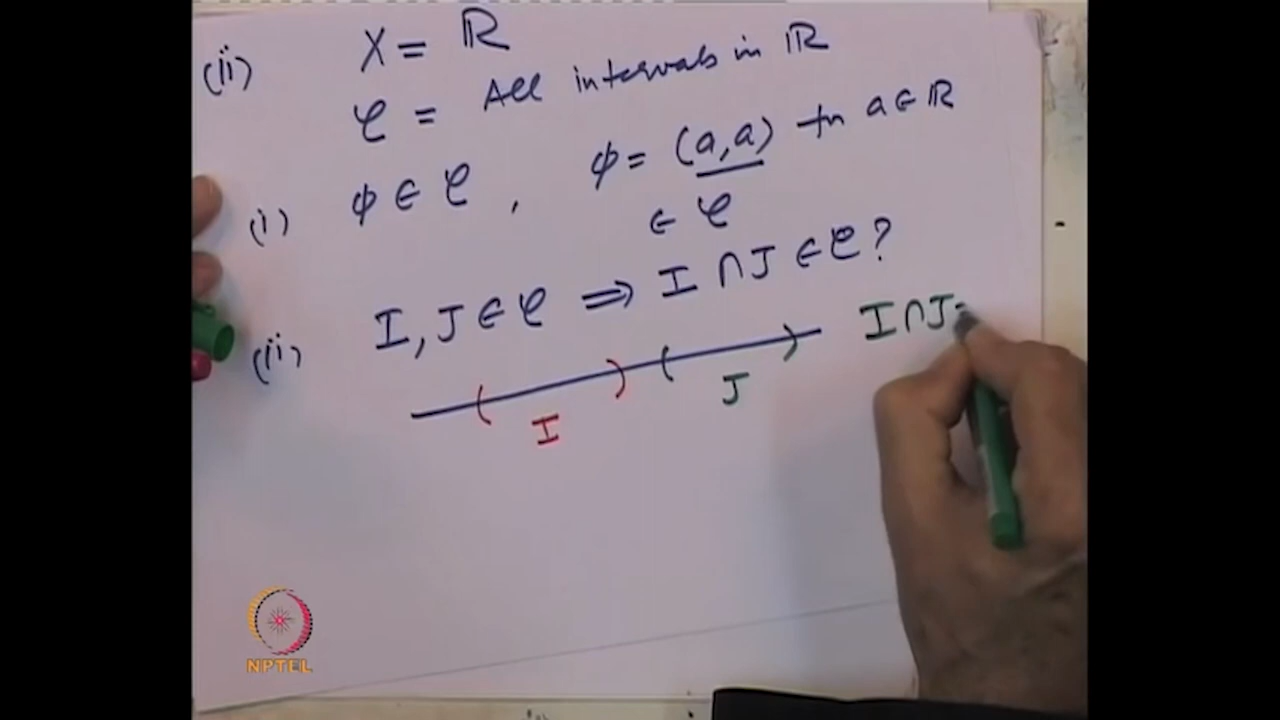 (ii) X = ℝ
𝒞 = All intervals in ℝ
(i) ϕ ∈ 𝒞, ϕ = (a,a) for a ∈ ℝ
∈ 𝒞
(ii) I, J ∈ 𝒞 ⇒ I ∩ J ∈ 𝒞?
( I ) ( J ) I ∩ J =
NPTEL